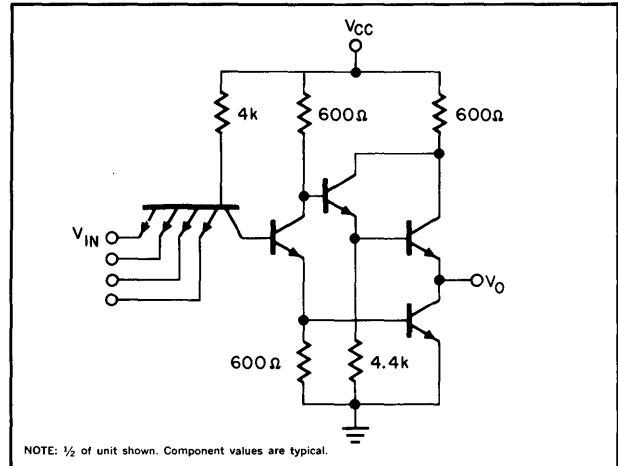 VCC
4k
600Ω
600Ω
VIN
VO
600Ω
4.4k
NOTE: ½ of unit shown. Component values are typical.